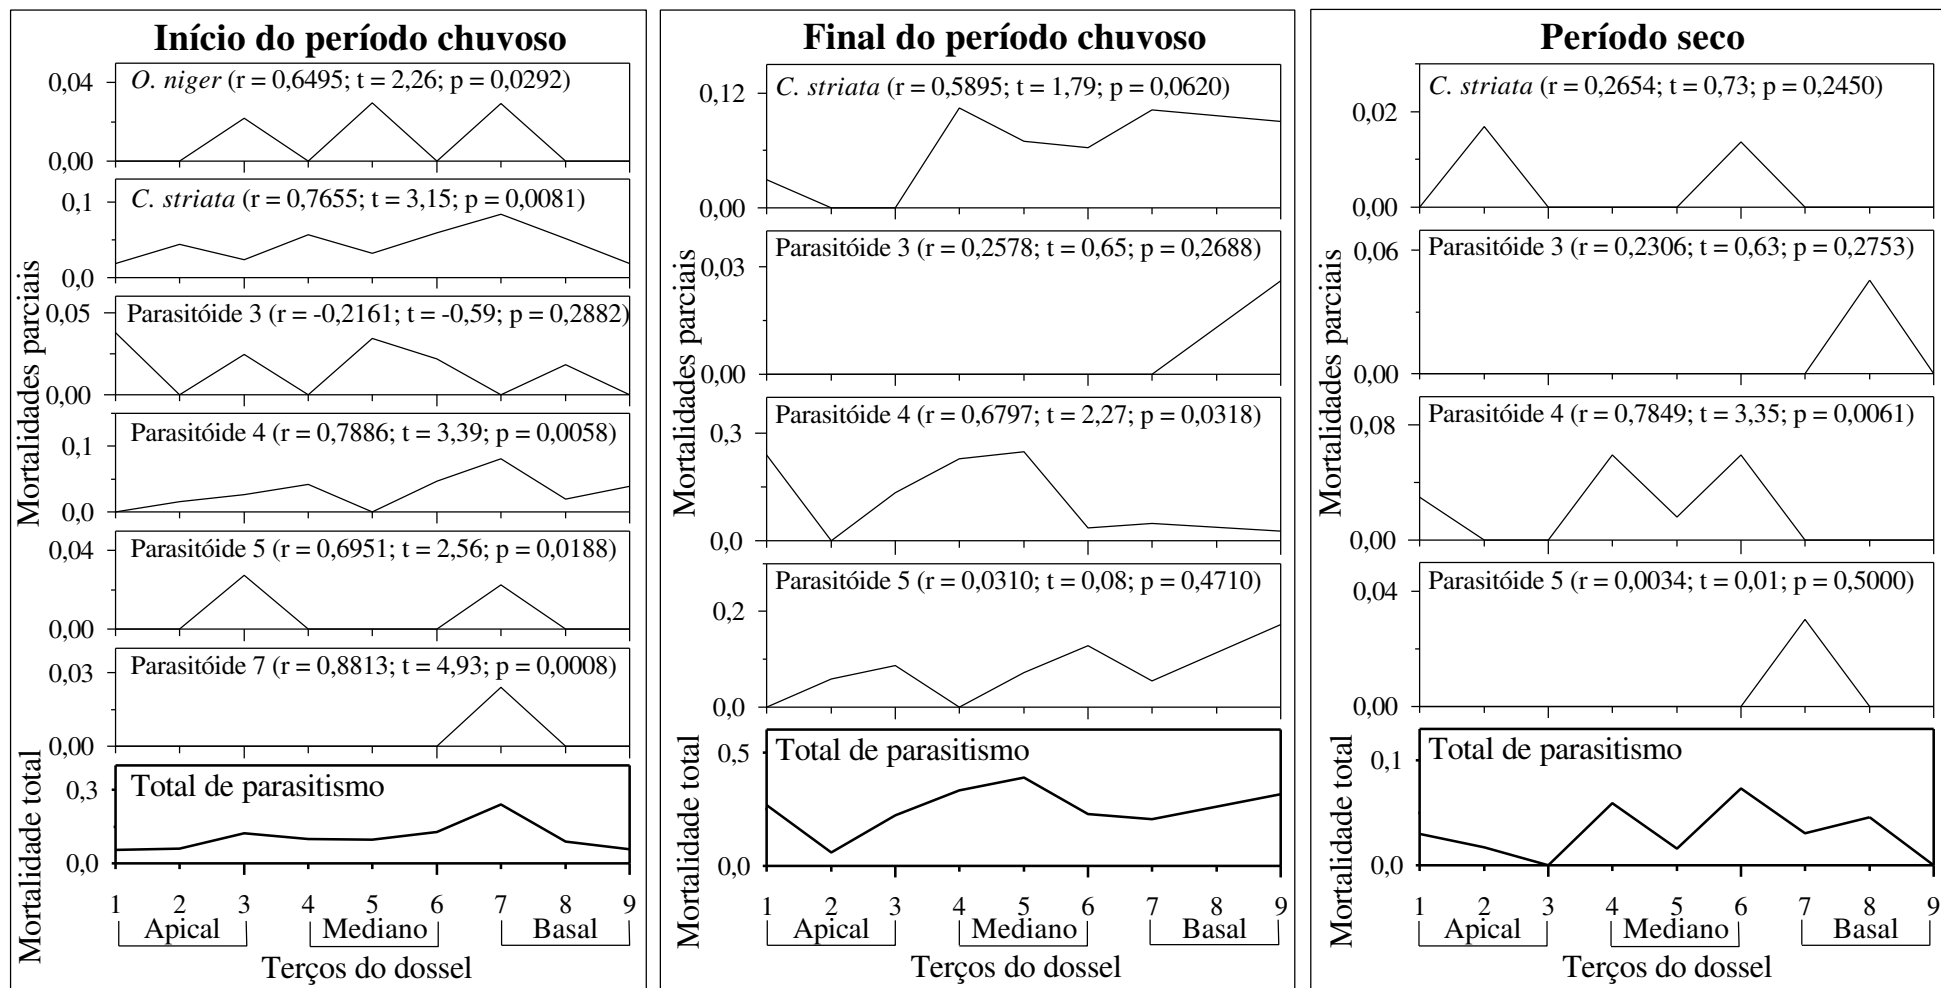 Início do período chuvoso
Mortalidades parciais
O. niger (r = 0,6495; t = 2,26; p = 0,0292)
0,04
0,00
C. striata (r = 0,7655; t = 3,15; p = 0,0081)
0,1
0,0
Parasitóide 3 (r = -0,2161; t = -0,59; p = 0,2882)
0,05
0,00
Parasitóide 4 (r = 0,7886; t = 3,39; p = 0,0058)
0,1
0,0
Parasitóide 5 (r = 0,6951; t = 2,56; p = 0,0188)
0,04
0,00
Parasitóide 7 (r = 0,8813; t = 4,93; p = 0,0008)
0,03
0,00
Mortalidade total
Total de parasitismo
0,3
0,0
1 2 3 4 5 6 7 8 9
Apical Mediano Basal
Terços do dossel
Final do período chuvoso
Mortalidades parciais
C. striata (r = 0,5895; t = 1,79; p = 0,0620)
0,12
0,00
Parasitóide 3 (r = 0,2578; t = 0,65; p = 0,2688)
0,03
0,00
Parasitóide 4 (r = 0,6797; t = 2,27; p = 0,0318)
0,3
0,0
Parasitóide 5 (r = 0,0310; t = 0,08; p = 0,4710)
0,2
0,0
Mortalidade total
Total de parasitismo
0,5
0,0
1 2 3 4 5 6 7 8 9
Apical Mediano Basal
Terços do dossel
Período seco
Mortalidades parciais
C. striata (r = 0,2654; t = 0,73; p = 0,2450)
0,02
0,00
Parasitóide 3 (r = 0,2306; t = 0,63; p = 0,2753)
0,06
0,00
Parasitóide 4 (r = 0,7849; t = 3,35; p = 0,0061)
0,08
0,00
Parasitóide 5 (r = 0,0034; t = 0,01; p = 0,5000)
0,04
0,00
Mortalidade total
Total de parasitismo
0,1
0,0
1 2 3 4 5 6 7 8 9
Apical Mediano Basal
Terços do dossel